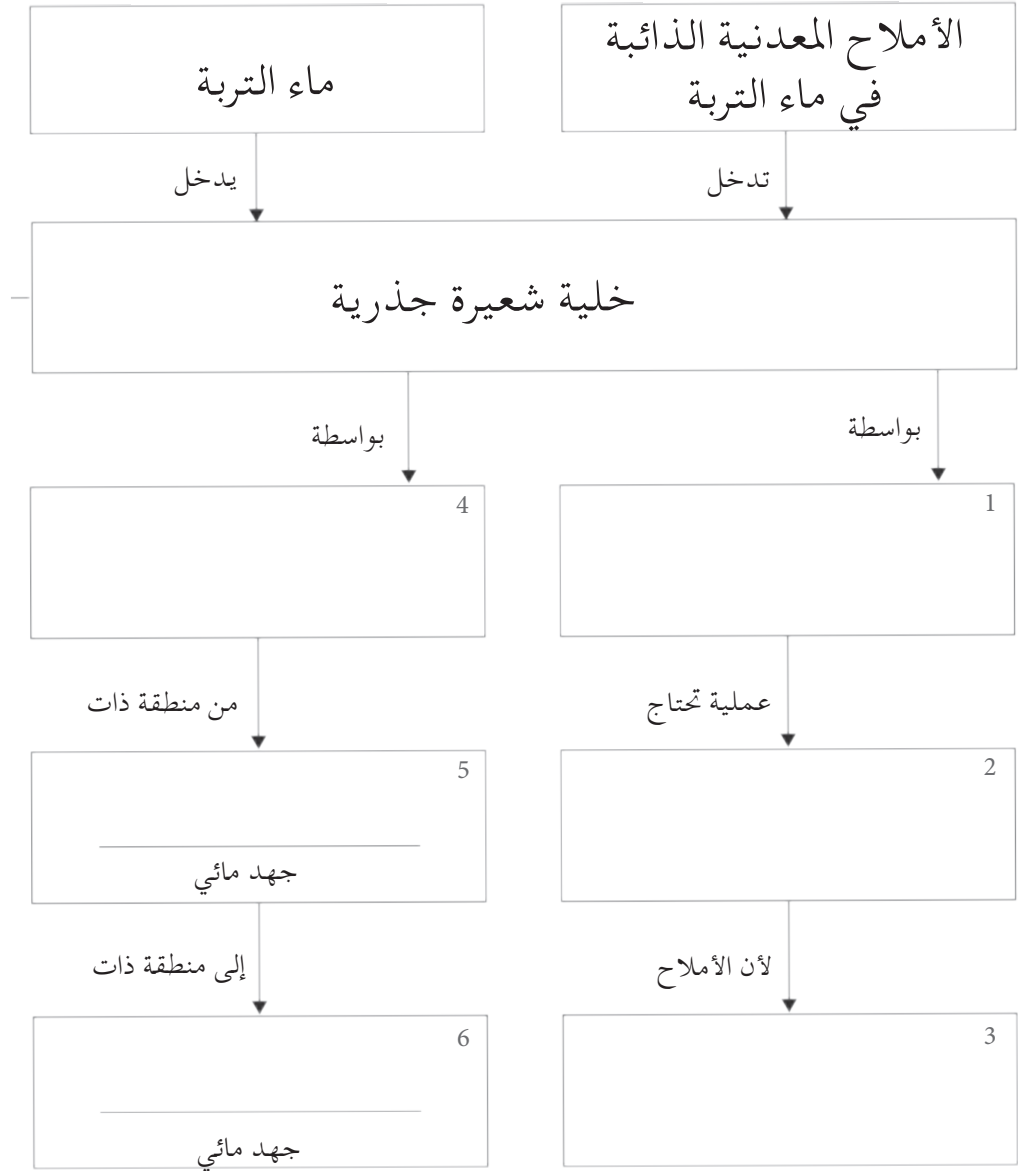 الأملاح المعدنية الذائبة
في ماء التربة
ماء التربة
تدخل
يدخل
خلية شعيرة جذرية
بواسطة
بواسطة
1
4
عملية تحتاج
من منطقة ذات
2
5
جهد مائي
لأن الأملاح
إلى منطقة ذات
3
6
جهد مائي